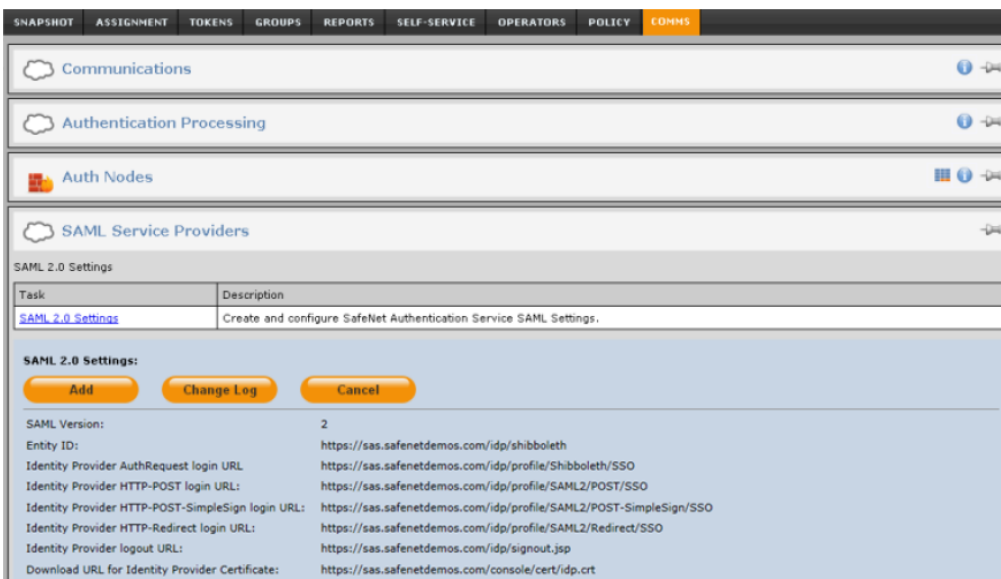 SNAPSHOT ASSIGNMENT TOKENS GROUPS REPORTS SELF-SERVICE OPERATORS POLICY COMMS
Communications
Authentication Processing
Auth Nodes
SAML Service Providers
SAML 2.0 Settings
Task Description
SAML 2.0 Settings Create and configure SafeNet Authentication Service SAML Settings.
SAML 2.0 Settings:
Add Change Log Cancel
SAML Version: 2
Entity ID: https://sas.safenetdemos.com/idp/shibboleth
Identity Provider AuthRequest login URL https://sas.safenetdemos.com/idp/profile/Shibboleth/SSO
Identity Provider HTTP-POST login URL: https://sas.safenetdemos.com/idp/profile/SAML2/POST/SSO
Identity Provider HTTP-POST-SimpleSign login URL: https://sas.safenetdemos.com/idp/profile/SAML2/POST-SimpleSign/SSO
Identity Provider HTTP-Redirect login URL: https://sas.safenetdemos.com/idp/profile/SAML2/Redirect/SSO
Identity Provider logout URL: https://sas.safenetdemos.com/idp/signout.jsp
Download URL for Identity Provider Certificate: https://sas.safenetdemos.com/console/cert/idp.crt